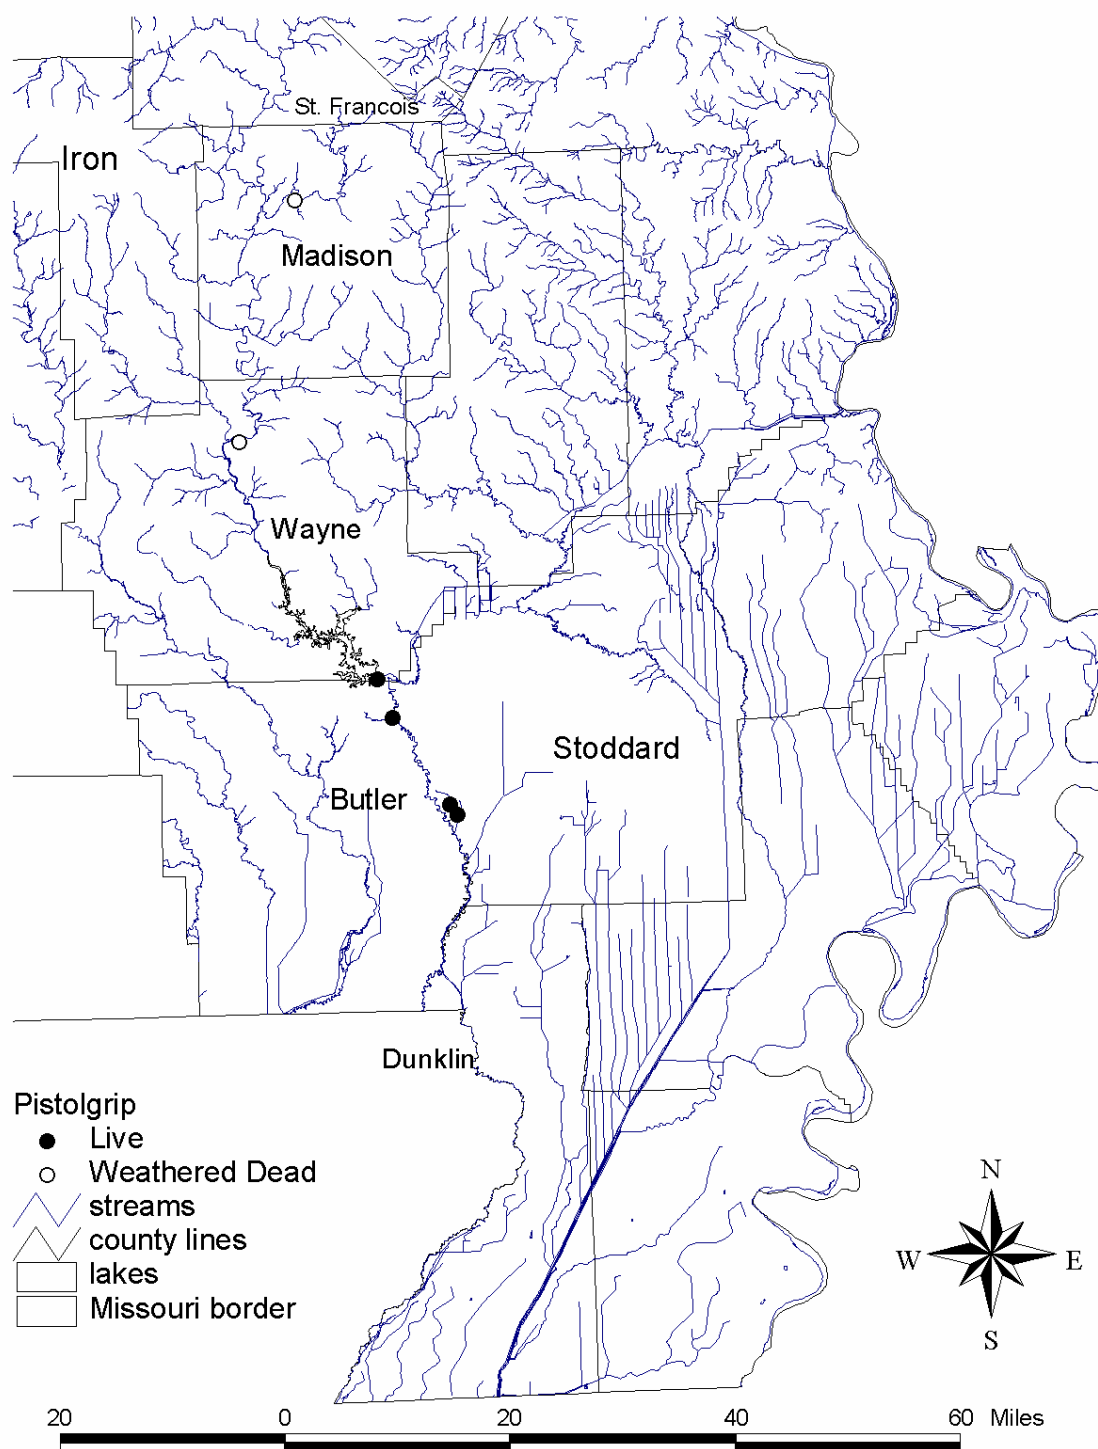 St. Francois
Iron
Madison
Wayne
Stoddard
Butler
Dunklin
Pistolgrip
Live
Weathered Dead
streams
county lines
lakes
Missouri border
N
W E
S
20 0 20 40 60 Miles